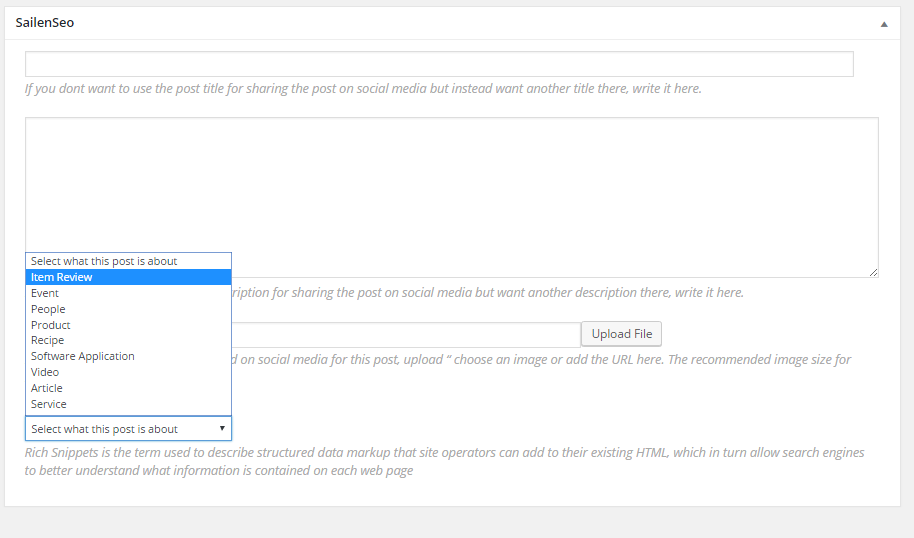 SailenSeo
If you dont want to use the post title for sharing the post on social media but instead want another title there, write it here.
Select what this post is about
Item Review
Event
ription for sharing the post on social media but want another description there, write it here.
People
Product
Upload File
Recipe
Software Application
d on social media for this post, upload " choose an image or add the URL here. The recommended image size for
Video
Article
Service
Select what this post is about
Rich Snippets is the term used to describe structured data markup that site operators can add to their existing HTML, which in turn allow search engines
to better understand what information is contained on each web page